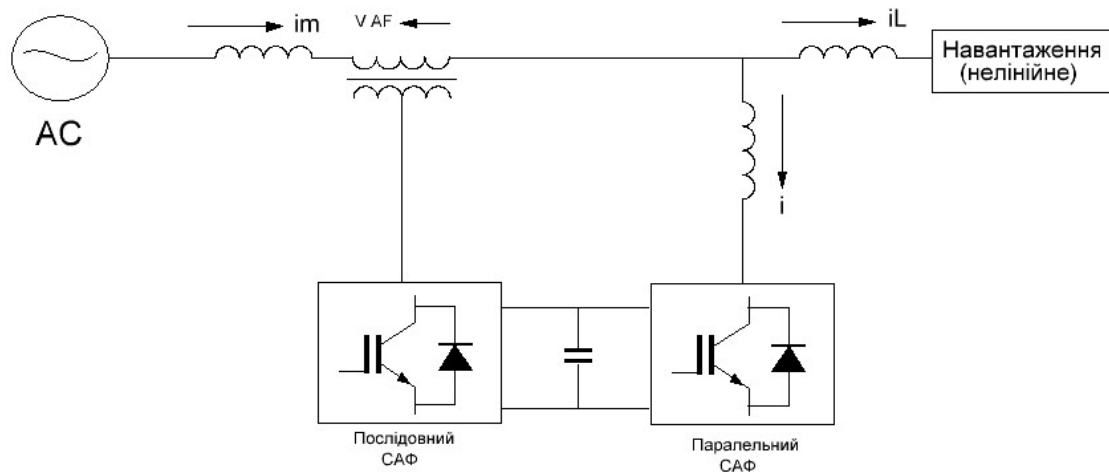 im
V AF
iL
Навантаження
(нелінійне)
AC
i
Послідовний
САФ
Паралельний
САФ